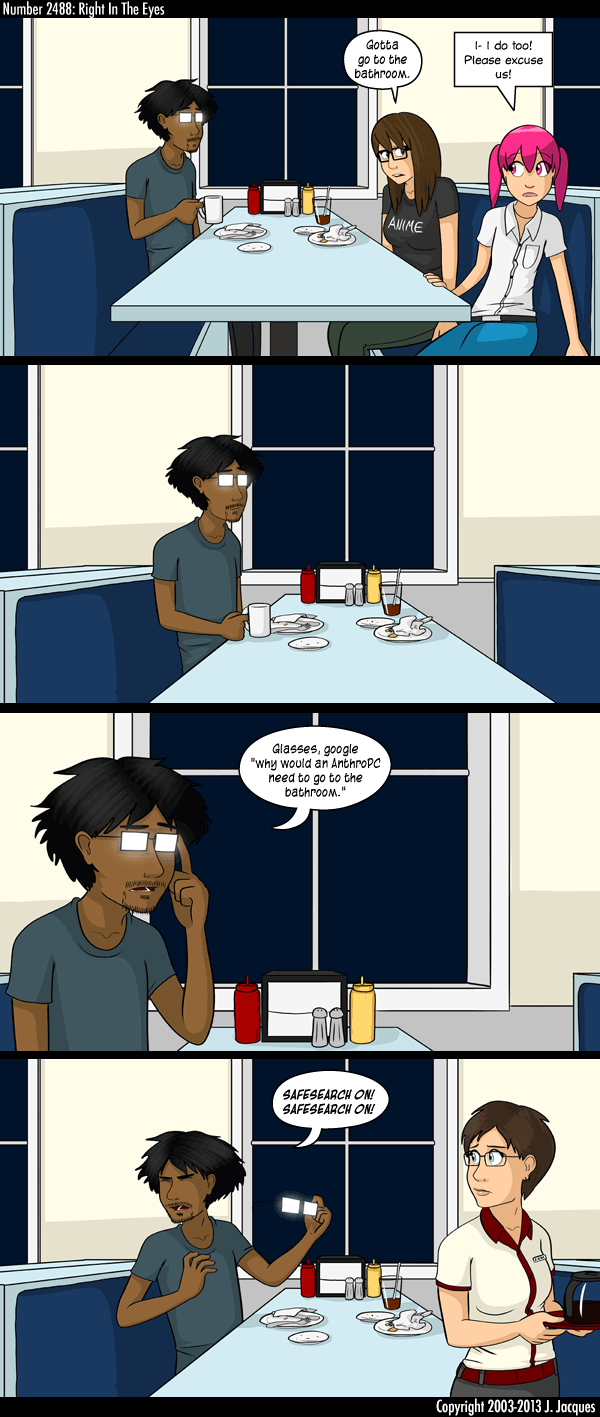 Number 2488: Right In The Eyes
Gotta
go to the
bathroom.
I- I do too!
Please excuse
us!
ANIME
Glasses, google
"why would an AnthroPC
need to go to the
bathroom."
SAFESEARCH ON!
SAFESEARCH ON!
Copyright 2003-2013 J. Jacques